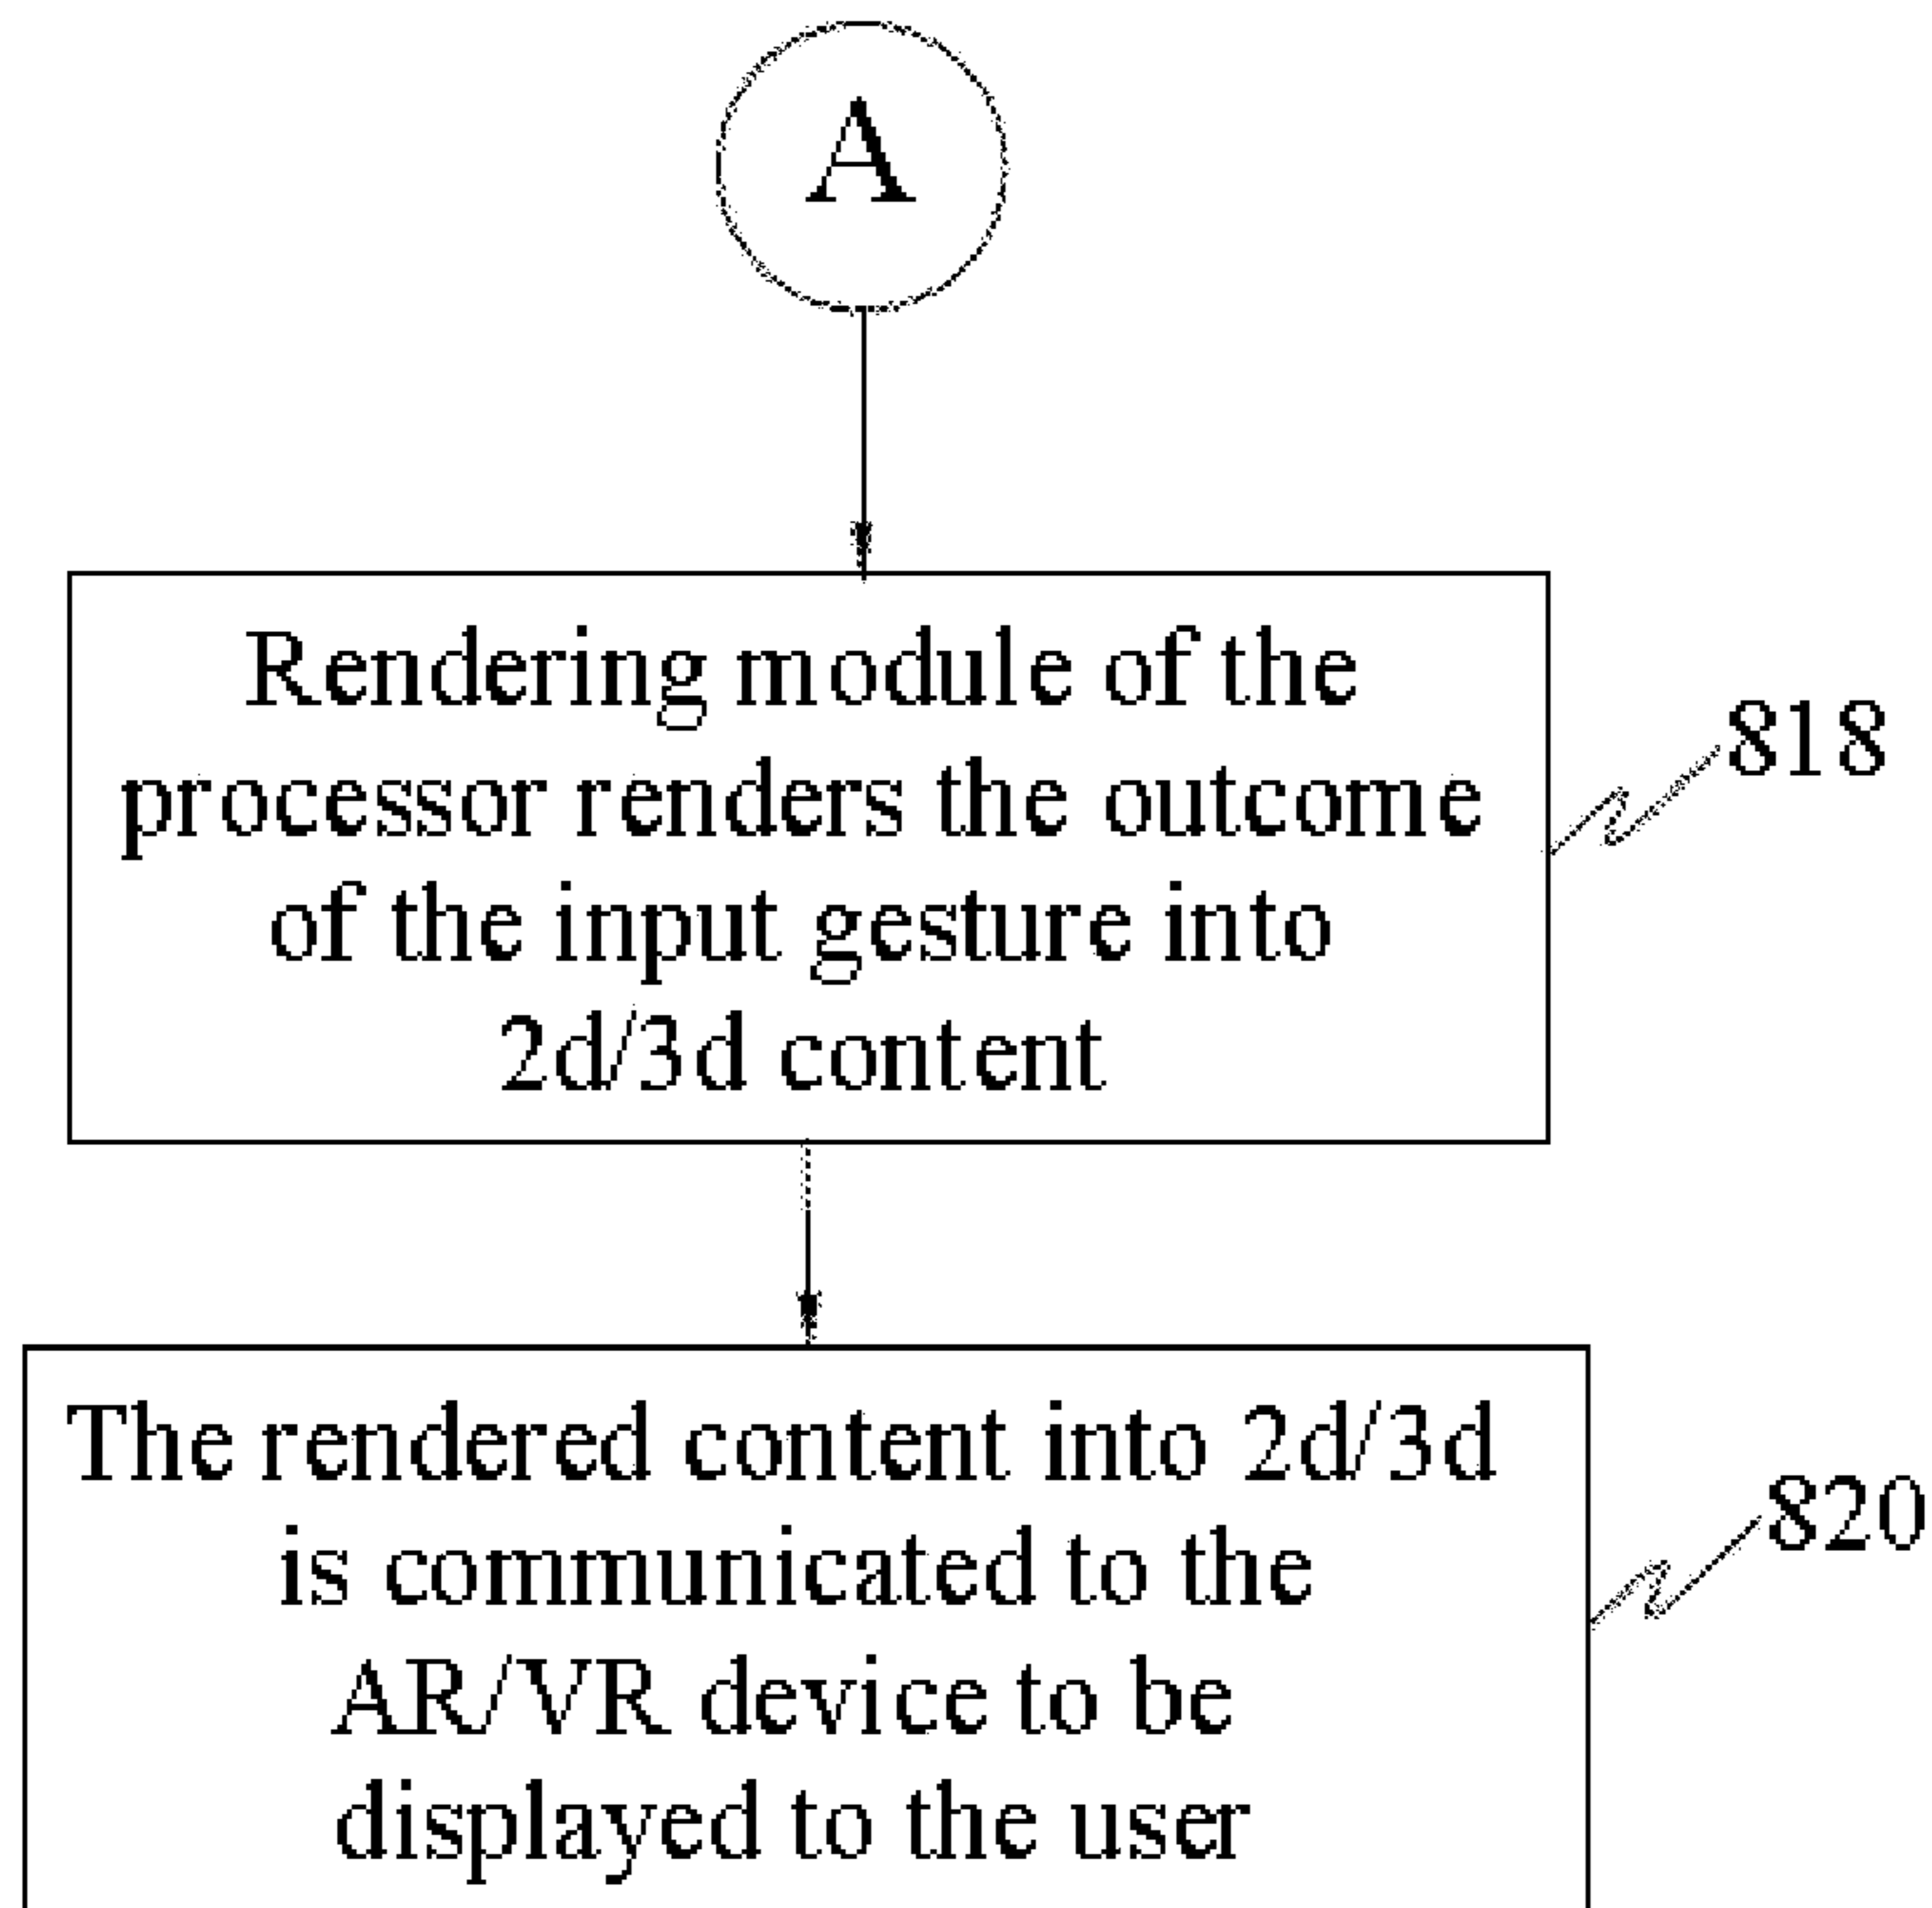 A
Rendering module of the
processor renders the outcome
of the input gesture into
2d/3d content
818
The rendered content into 2d/3d
is communicated to the
AR/VR device to be
displayed to the user
820